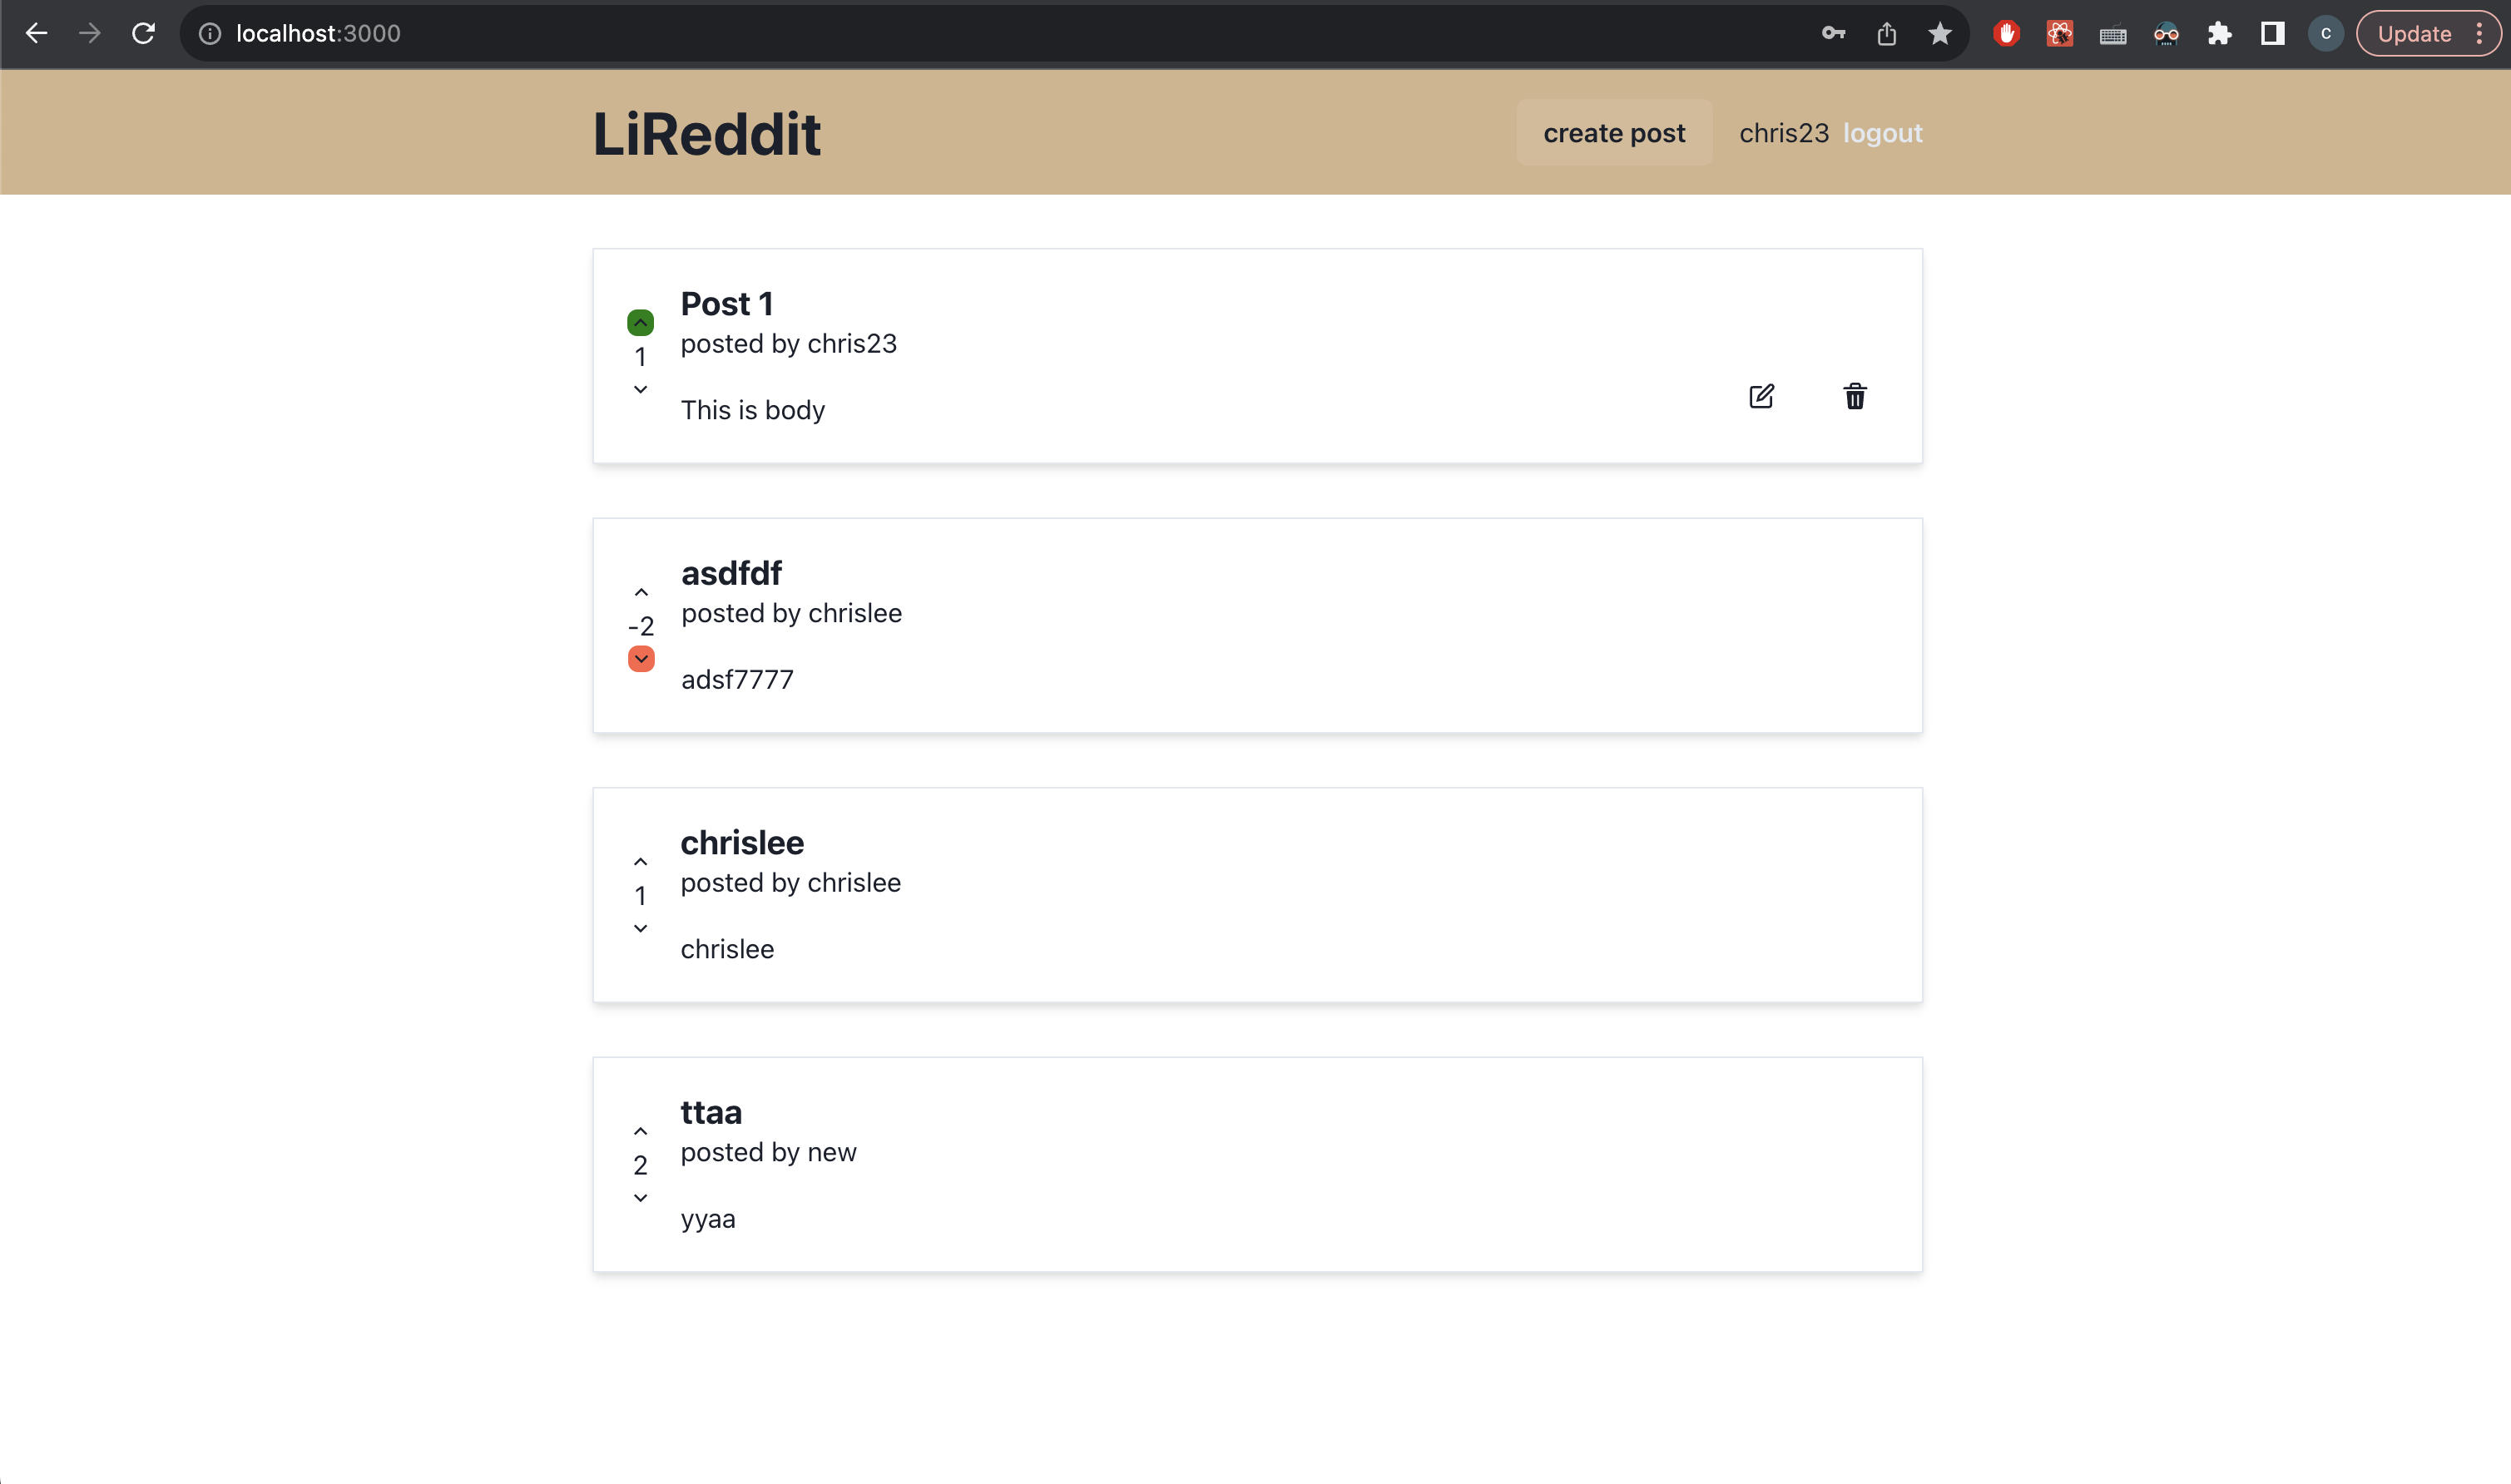 localhost:3000
C
Update
LiReddit
create post
chris23 logout
Post 1
posted by chris23
1
This is body
asdfdf
posted by chrislee
-2
adsf7777
chrislee
posted by chrislee
1
chrislee
ttaa
posted by new
2
yyaa